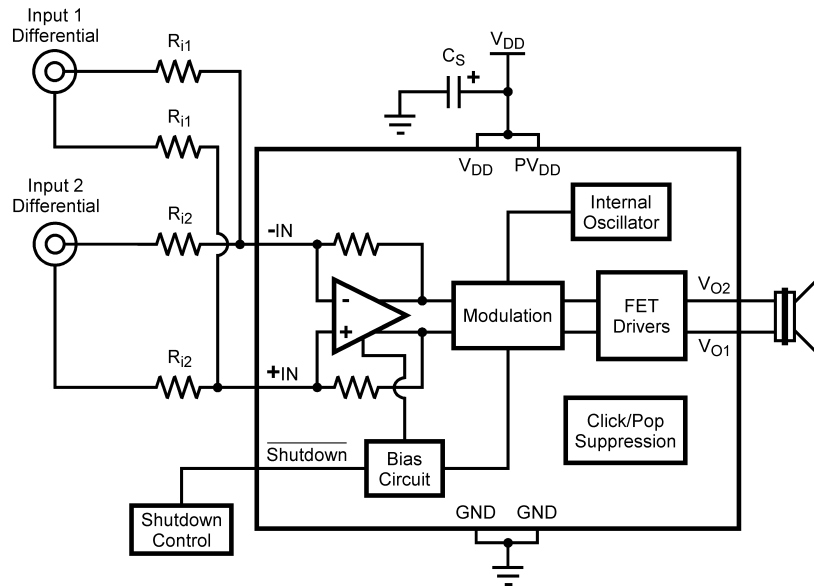 Input 1
Differential
Ri1
VDD
CS
+
Ri1
VDD
PVDD
Input 2
Differential
Ri2
Internal
Oscillator
-IN
-
+
Modulation
FET
Drivers
VO2
VO1
Ri2
+IN
Click/Pop
Suppression
Shutdown
Bias
Circuit
Shutdown
Control
GND
GND